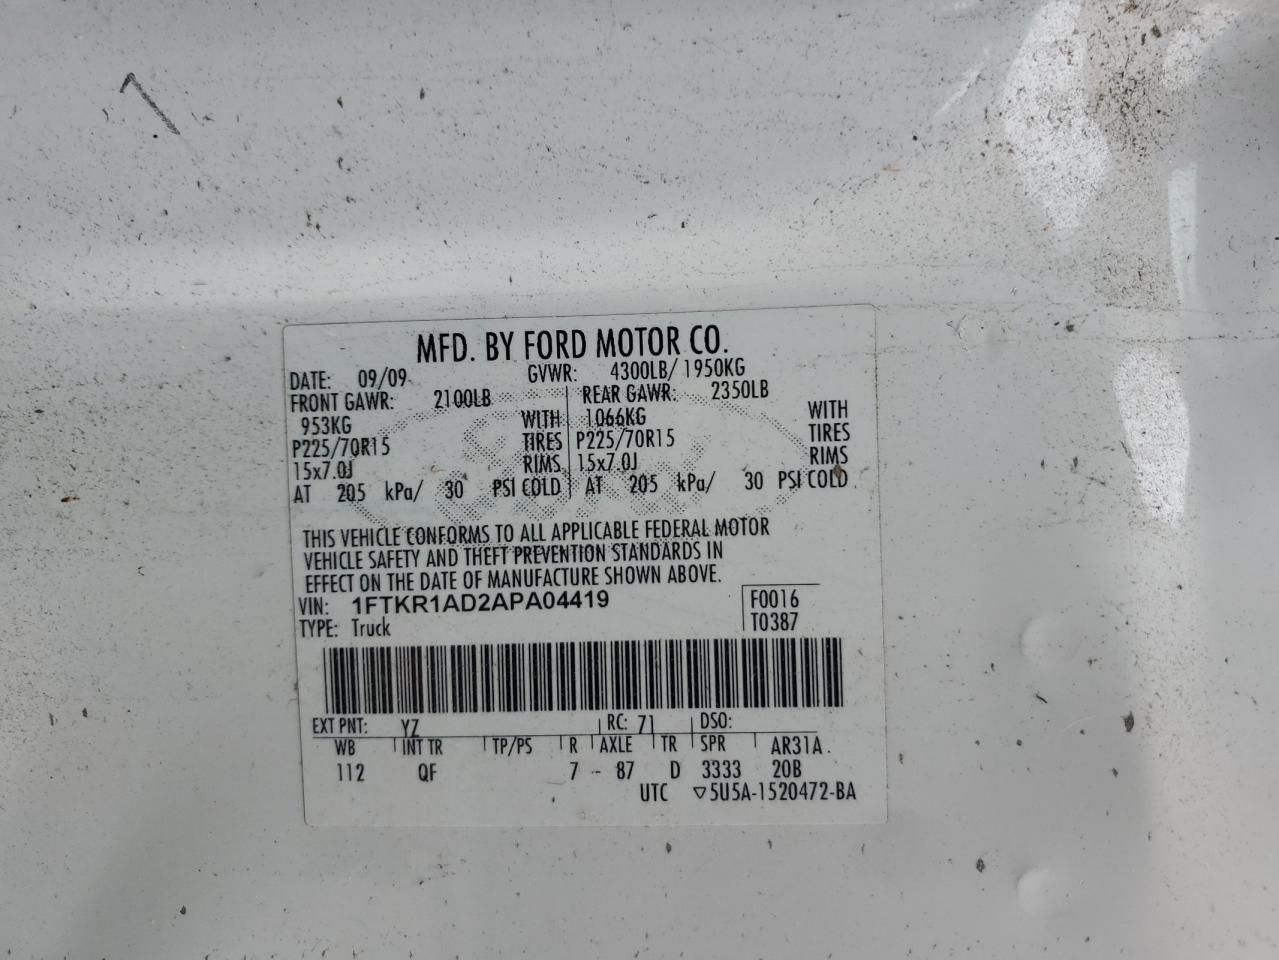 MFD. BY FORD MOTOR CO.
DATE: 09/09 GVWR: 4300LB/ 1950KG
FRONT GAWR: 2100LB REAR GAWR: 2350LB
953KG WITH 1066KG WITH
P225/70R15 TIRES P225/70R15 TIRES
15x7.0J RIMS 15x7.0J RIMS
AT 205 kPa/ 30 PSI COLD AT 205 kPa/ 30 PSI COLD
THIS VEHICLE CONFORMS TO ALL APPLICABLE FEDERAL MOTOR
VEHICLE SAFETY AND THEFT PREVENTION STANDARDS IN
EFFECT ON THE DATE OF MANUFACTURE SHOWN ABOVE.
VIN: 1FTKR1AD2APA04419 F0016
TYPE: Truck T0387
EXT PNT: YZ RC: 71 DSO:
WB INT TR TP/PS R AXLE TR SPR AR31A.
112 QF 7 - 87 D 3333 20B
UTC ▽5U5A-1520472-BA